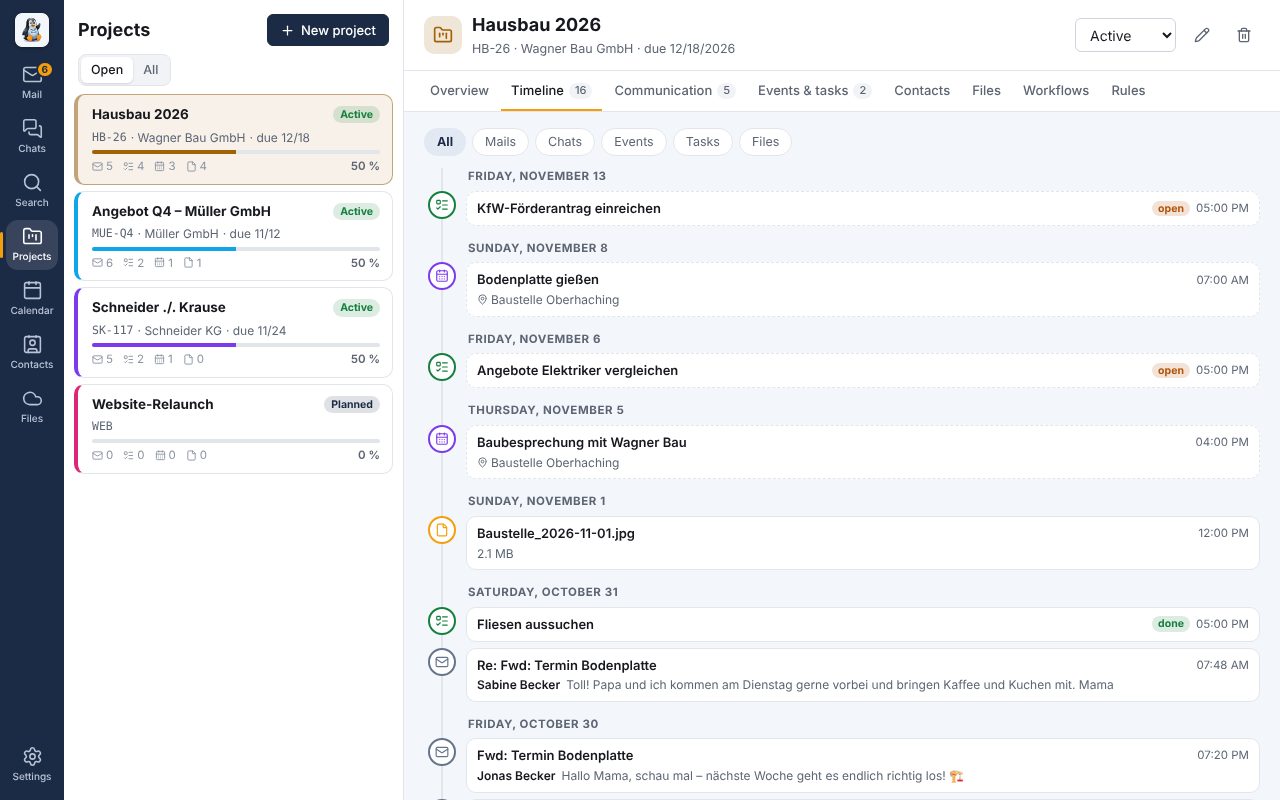 6
Mail
Chats
Search
Projects
Calendar
Contacts
Files
Settings
Projects
New project
Open All
Hausbau 2026 Active
HB-26 · Wagner Bau GmbH · due 12/18
5 4 3 4 50 %
Angebot Q4 – Müller GmbH Active
MUE-Q4 · Müller GmbH · due 11/12
6 2 1 1 50 %
Schneider ./. Krause Active
SK-117 · Schneider KG · due 11/24
5 2 1 0 50 %
Website-Relaunch Planned
WEB
0 0 0 0 0 %
Hausbau 2026
HB-26 · Wagner Bau GmbH · due 12/18/2026
Active
Overview Timeline 16 Communication 5 Events & tasks 2 Contacts Files Workflows Rules
All Mails Chats Events Tasks Files
FRIDAY, NOVEMBER 13
KfW-Förderantrag einreichen open 05:00 PM
SUNDAY, NOVEMBER 8
Bodenplatte gießen 07:00 AM
Baustelle Oberhaching
FRIDAY, NOVEMBER 6
Angebote Elektriker vergleichen open 05:00 PM
THURSDAY, NOVEMBER 5
Baubesprechung mit Wagner Bau 04:00 PM
Baustelle Oberhaching
SUNDAY, NOVEMBER 1
Baustelle_2026-11-01.jpg 12:00 PM
2.1 MB
SATURDAY, OCTOBER 31
Fliesen aussuchen done 05:00 PM
Re: Fwd: Termin Bodenplatte 07:48 AM
Sabine Becker Toll! Papa und ich kommen am Dienstag gerne vorbei und bringen Kaffee und Kuchen mit. Mama
FRIDAY, OCTOBER 30
Fwd: Termin Bodenplatte 07:20 PM
Jonas Becker Hallo Mama, schau mal – nächste Woche geht es endlich richtig los! 🏗️